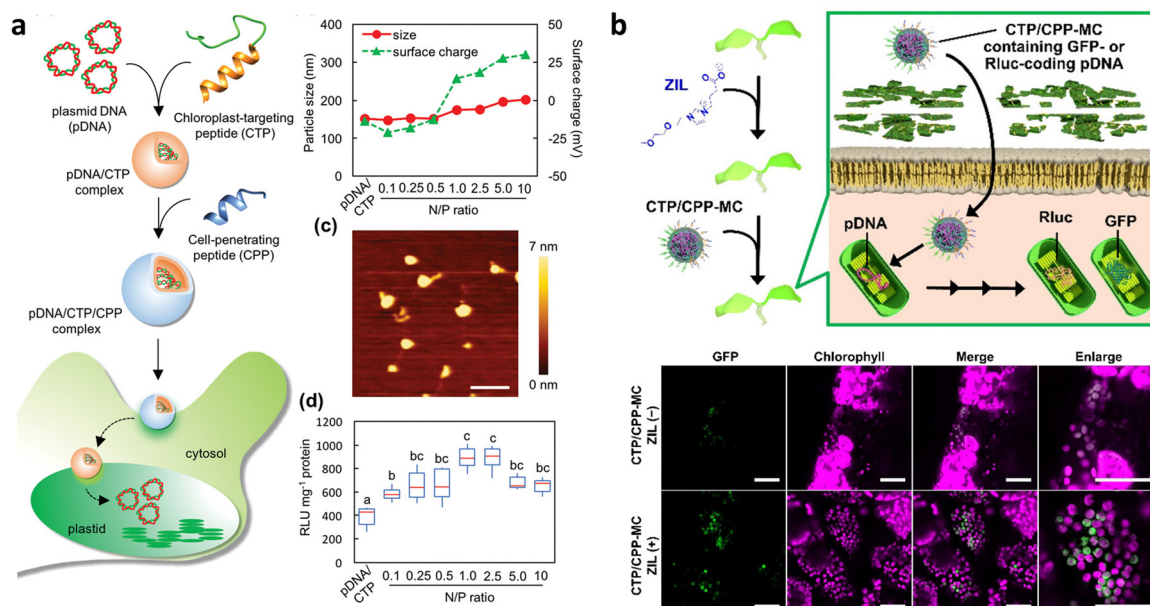 a
plasmid DNA
(pDNA)
Chloroplast-targeting
peptide (CTP)
pDNA/CTP
complex
Cell-penetrating
peptide (CPP)
pDNA/CTP/CPP
complex
cytosol
plastid
size
surface charge
Particle size (nm)
400
300
200
100
0
Surface charge (mV)
50
25
0
-25
-50
pDNA/
CTP
0.1
0.25
0.5
1.0
2.5
5.0
10
N/P ratio
(c)
7 nm
0 nm
(d)
RLU mg⁻¹ protein
1400
1200
1000
800
600
400
200
0
a
b
bc
bc
c
c
bc
bc
pDNA/
CTP
0.1
0.25
0.5
1.0
2.5
5.0
10
N/P ratio
b
ZIL
CTP/CPP-MC
CTP/CPP-MC
containing GFP- or
Rluc-coding pDNA
pDNA
Rluc
GFP
GFP
Chlorophyll
Merge
Enlarge
CTP/CPP-MC
ZIL (−)
CTP/CPP-MC
ZIL (+)